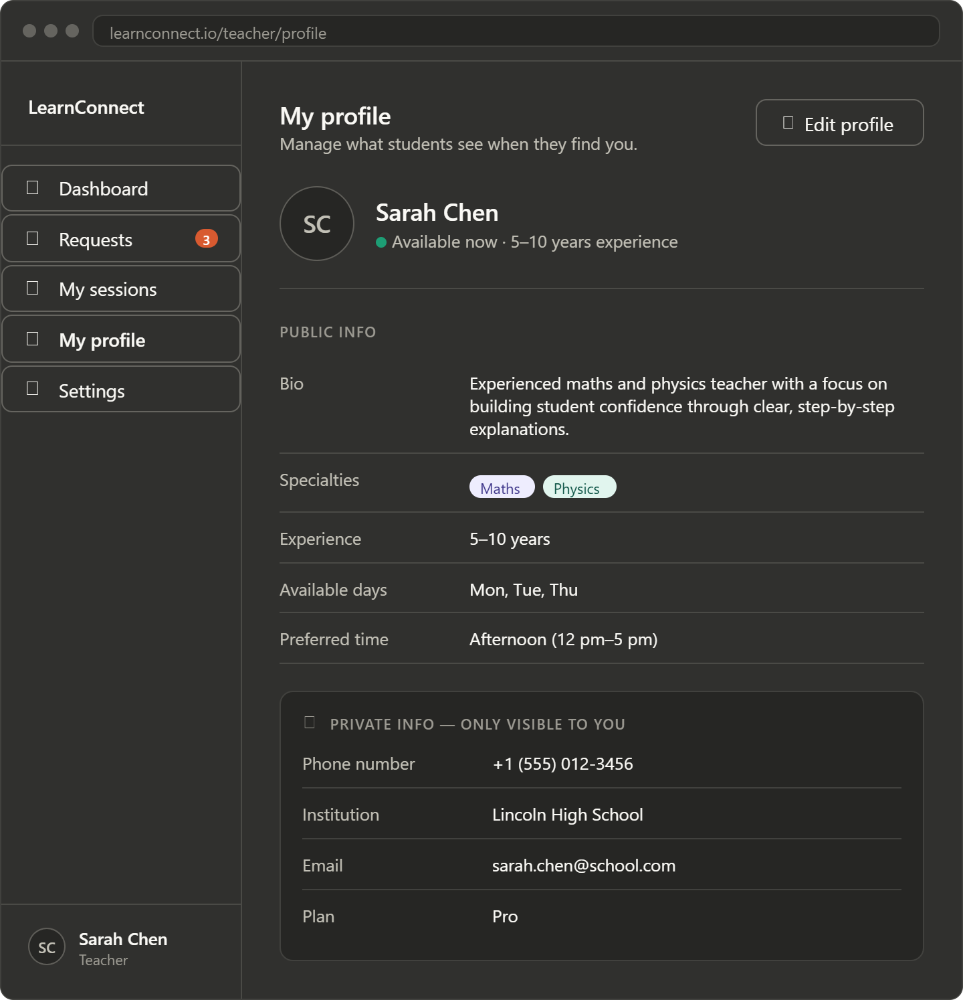 learnconnect.io/teacher/profile
LearnConnect
Dashboard
Requests 3
My sessions
My profile
Settings
SC Sarah Chen
Teacher
My profile
Manage what students see when they find you.
Edit profile
SC
Sarah Chen
Available now · 5–10 years experience
PUBLIC INFO
Bio
Experienced maths and physics teacher with a focus on
building student confidence through clear, step-by-step
explanations.
Specialties Maths Physics
Experience 5–10 years
Available days Mon, Tue, Thu
Preferred time Afternoon (12 pm–5 pm)
PRIVATE INFO — ONLY VISIBLE TO YOU
Phone number +1 (555) 012-3456
Institution Lincoln High School
Email sarah.chen@school.com
Plan Pro